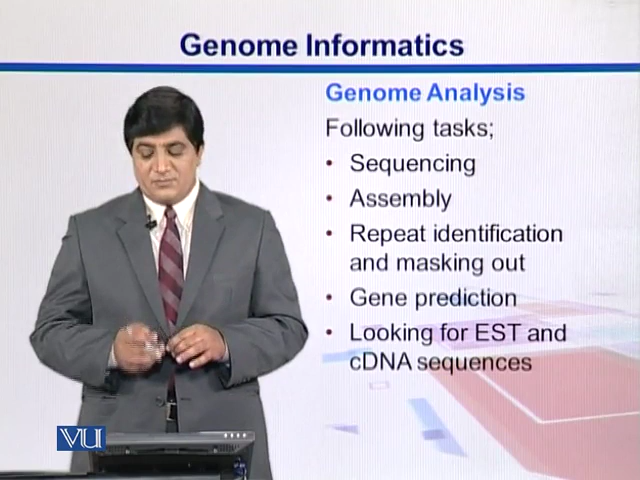 Genome Informatics
Genome Analysis
Following tasks;
• Sequencing
• Assembly
• Repeat identification
and masking out
• Gene prediction
• Looking for EST and
cDNA sequences
VU